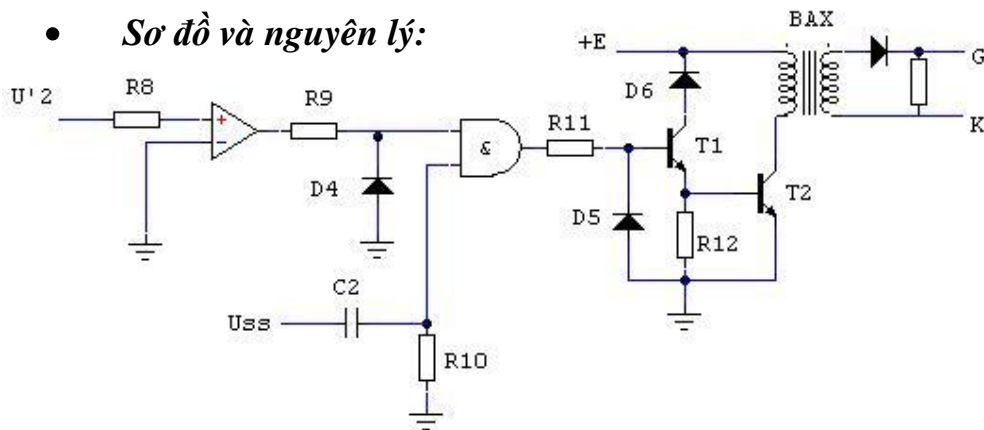 • Sơ đồ và nguyên lý:
BAX
+E
G
D6
R8
R9
U'2
+
-
R11
&
T1
K
D4
D5
T2
R12
C2
Uss
R10